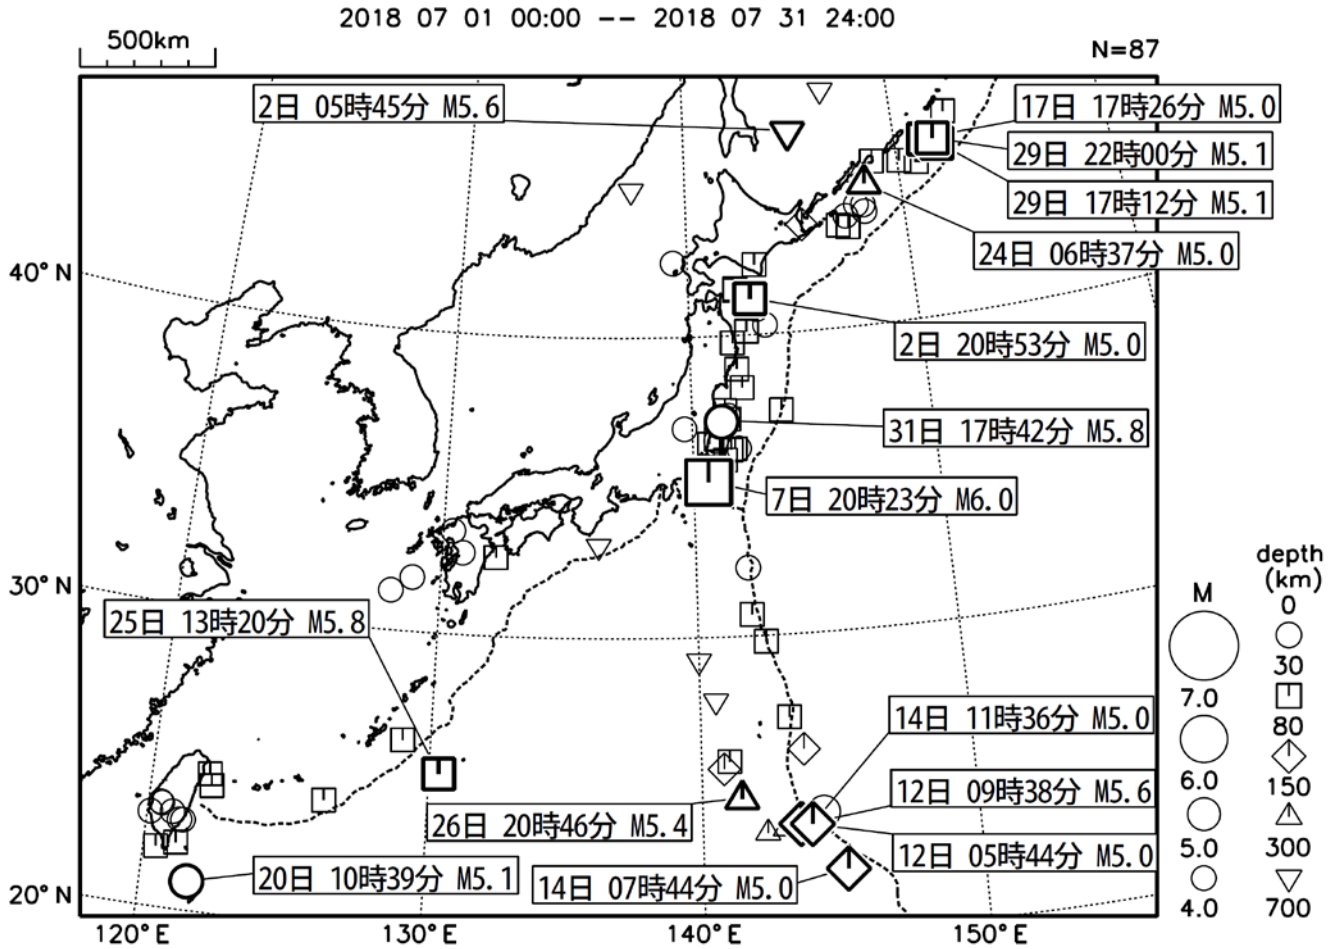 2018 07 01 00:00 -- 2018 07 31 24:00
500km
N=87
2日 05時45分 M5.6
17日 17時26分 M5.0
29日 22時00分 M5.1
29日 17時12分 M5.1
24日 06時37分 M5.0
40°N
2日 20時53分 M5.0
31日 17時42分 M5.8
7日 20時23分 M6.0
30°N
25日 13時20分 M5.8
14日 11時36分 M5.0
12日 09時38分 M5.6
26日 20時46分 M5.4
12日 05時44分 M5.0
20日 10時39分 M5.1
14日 07時44分 M5.0
20°N
120°E
130°E
140°E
150°E
M
7.0
6.0
5.0
4.0
depth
(km)
0
30
80
150
300
700